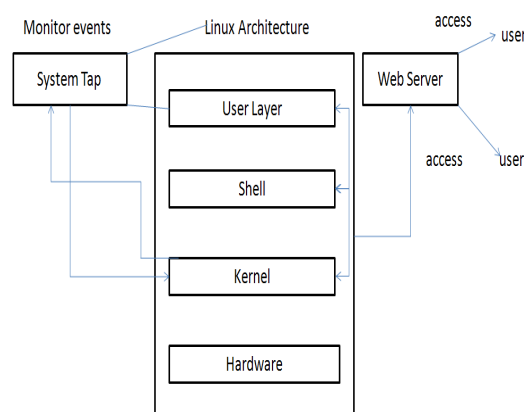 Monitor events
Linux Architecture
access
user
System Tap
Web Server
User Layer
access
user
Shell
Kernel
Hardware